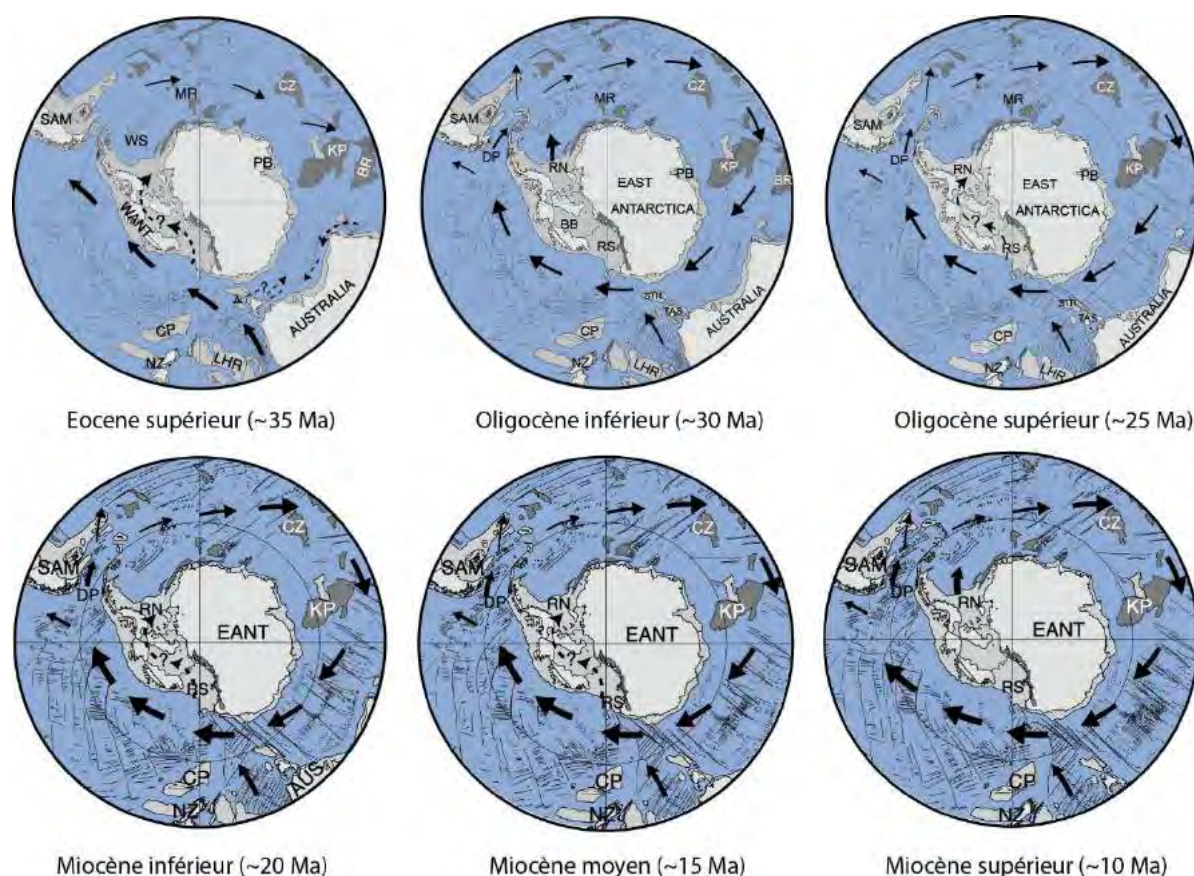 MR
CZ
SAM
WS
KP
BR
PB
WANT
?
?
AUSTRALIA
CP
NZ
LHR
Eocene supérieur (~35 Ma)
MR
CZ
SAM
DP
RN
KP
PB
BR
EAST
ANTARCTICA
BB
RS
STR
TAS
AUSTRALIA
CP
NZ
LHR
Oligocène inférieur (~30 Ma)
MR
CZ
SAM
DP
RN
KP
PB
EAST
ANTARCTICA
?
RS
STR
TAS
AUSTRALIA
CP
NZ
LHR
Oligocène supérieur (~25 Ma)
CZ
SAM
DP
RN
KP
EANT
?
RS
CP
AUS
NZ
Miocène inférieur (~20 Ma)
CZ
SAM
DP
RN
KP
EANT
?
RS
CP
NZ
Miocène moyen (~15 Ma)
CZ
SAM
DP
RN
KP
EANT
RS
CP
NZ
Miocène supérieur (~10 Ma)